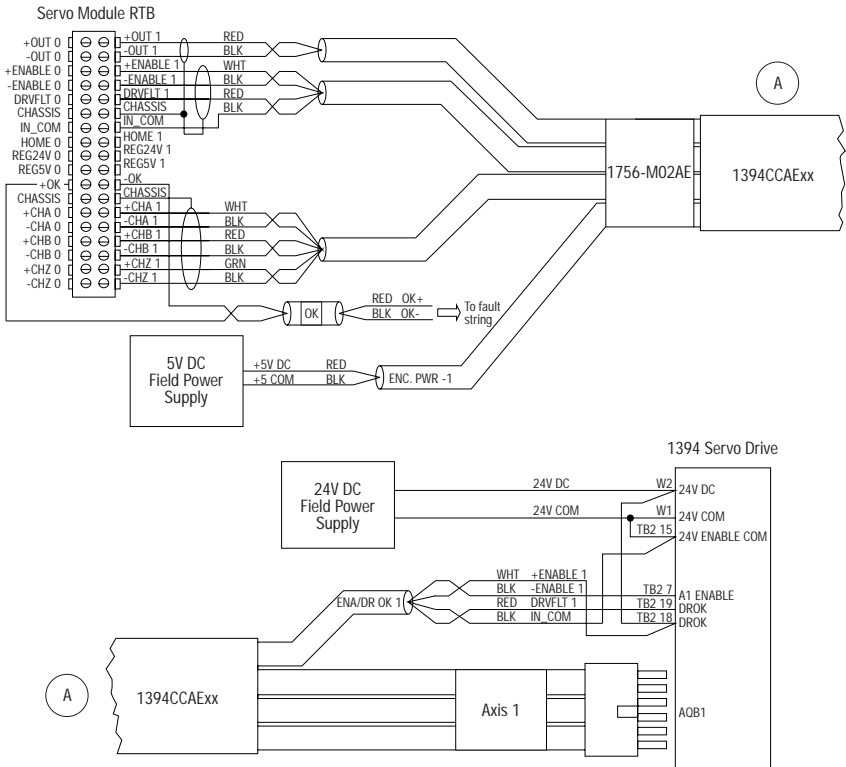 Servo Module RTB
+OUT 0 +OUT 1 RED
-OUT 0 -OUT 1 BLK
+ENABLE 0 +ENABLE 1 WHT
-ENABLE 0 -ENABLE 1 BLK
DRVFLT 0 DRVFLT 1 RED
CHASSIS CHASSIS BLK
IN_COM IN_COM
HOME 0 HOME 1
REG24V 0 REG24V 1
REG5V 0 REG5V 1
+OK -OK
CHASSIS CHASSIS
+CHA 0 +CHA 1 WHT
-CHA 0 -CHA 1 BLK
+CHB 0 +CHB 1 RED
-CHB 0 -CHB 1 BLK
+CHZ 0 +CHZ 1 GRN
-CHZ 0 -CHZ 1 BLK
A
1756-M02AE
1394CCAExx
OK
RED OK+
BLK OK-
To fault
string
5V DC
Field Power
Supply
+5V DC RED
+5 COM BLK
ENC. PWR -1
1394 Servo Drive
24V DC
Field Power
Supply
24V DC W2 24V DC
24V COM W1 24V COM
TB2 15 24V ENABLE COM
ENA/DR OK 1
WHT +ENABLE 1
BLK -ENABLE 1 TB2 7 A1 ENABLE
RED DRVFLT 1 TB2 19 DROK
BLK IN_COM TB2 18 DROK
A
1394CCAExx
Axis 1
AQB1